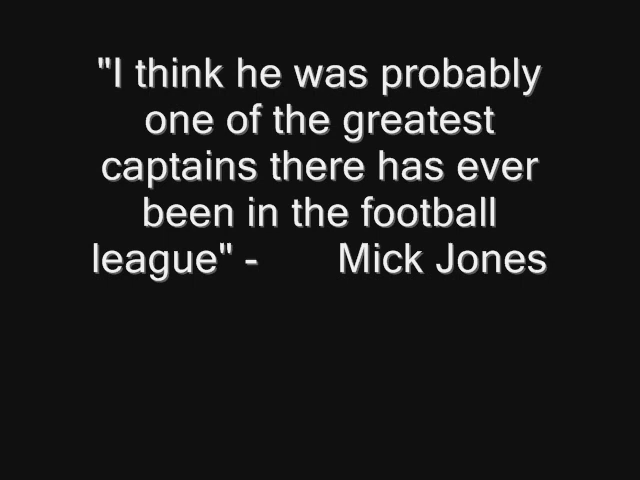 "I think he was probably
one of the greatest
captains there has ever
been in the football
league" - Mick Jones